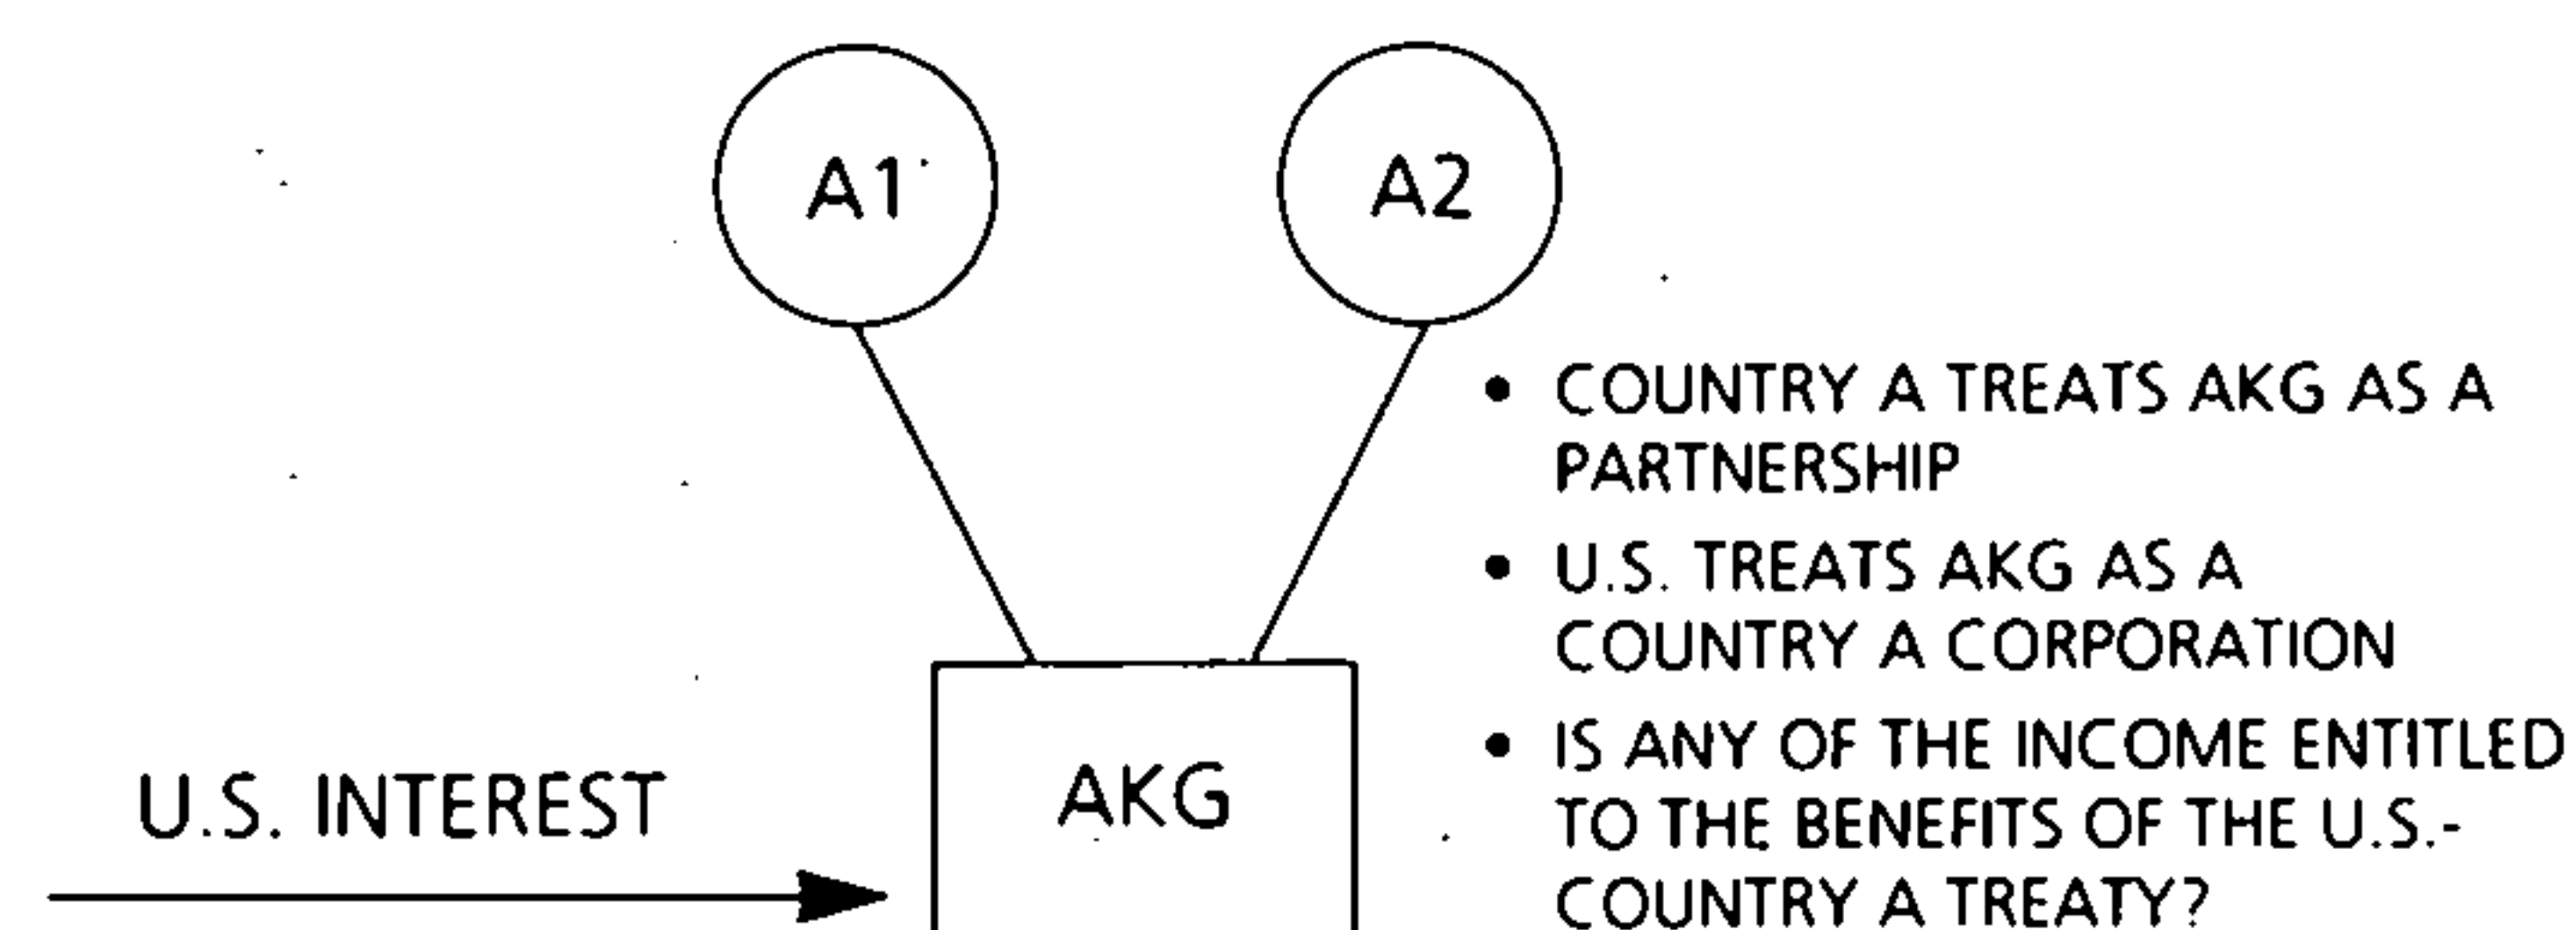 A1
A2
• COUNTRY A TREATS AKG AS A
PARTNERSHIP
• U.S. TREATS AKG AS A
COUNTRY A CORPORATION
• IS ANY OF THE INCOME ENTITLED
TO THE BENEFITS OF THE U.S.-
COUNTRY A TREATY?
U.S. INTEREST
AKG